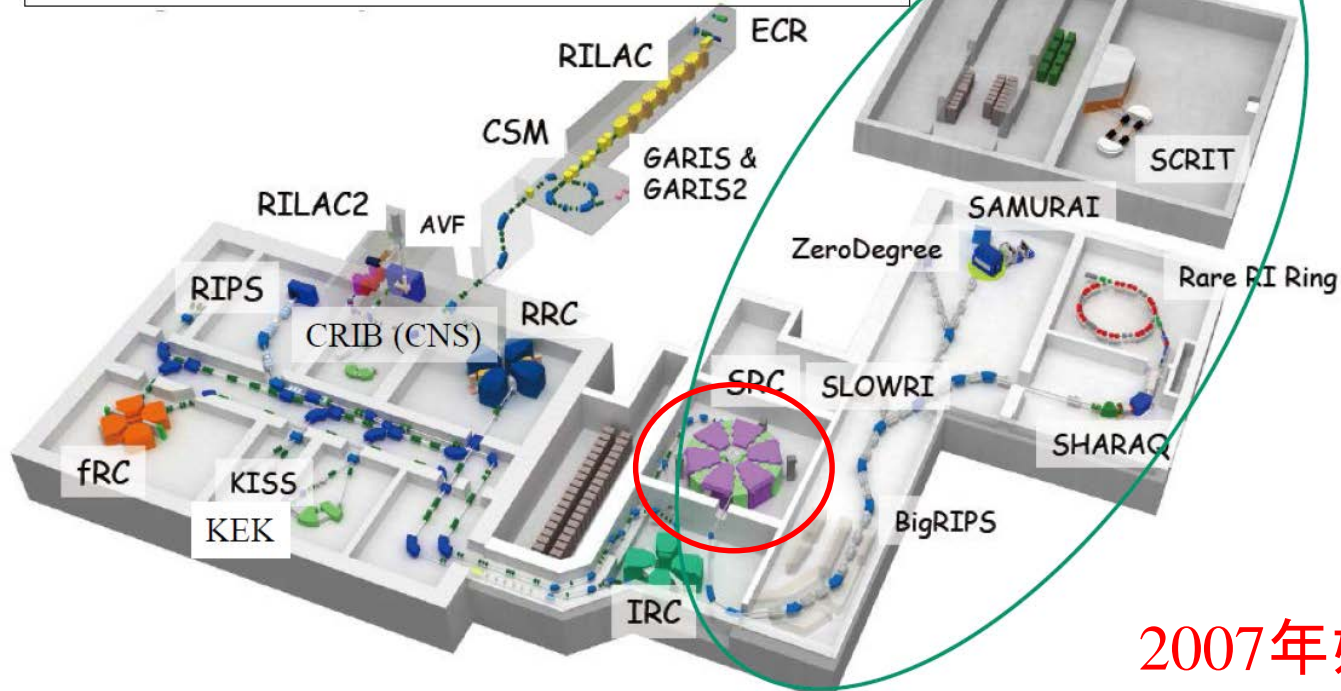 ECR
RILAC
CSM
GARIS &
GARIS2
SCRIT
RILAC2
AVF
SAMURAI
ZeroDegree
Rare RI Ring
RIPS
CRIB (CNS)
RRC
SRC
SLOWRI
SHARAQ
fRC
KISS
KEK
BigRIPS
IRC
2007年